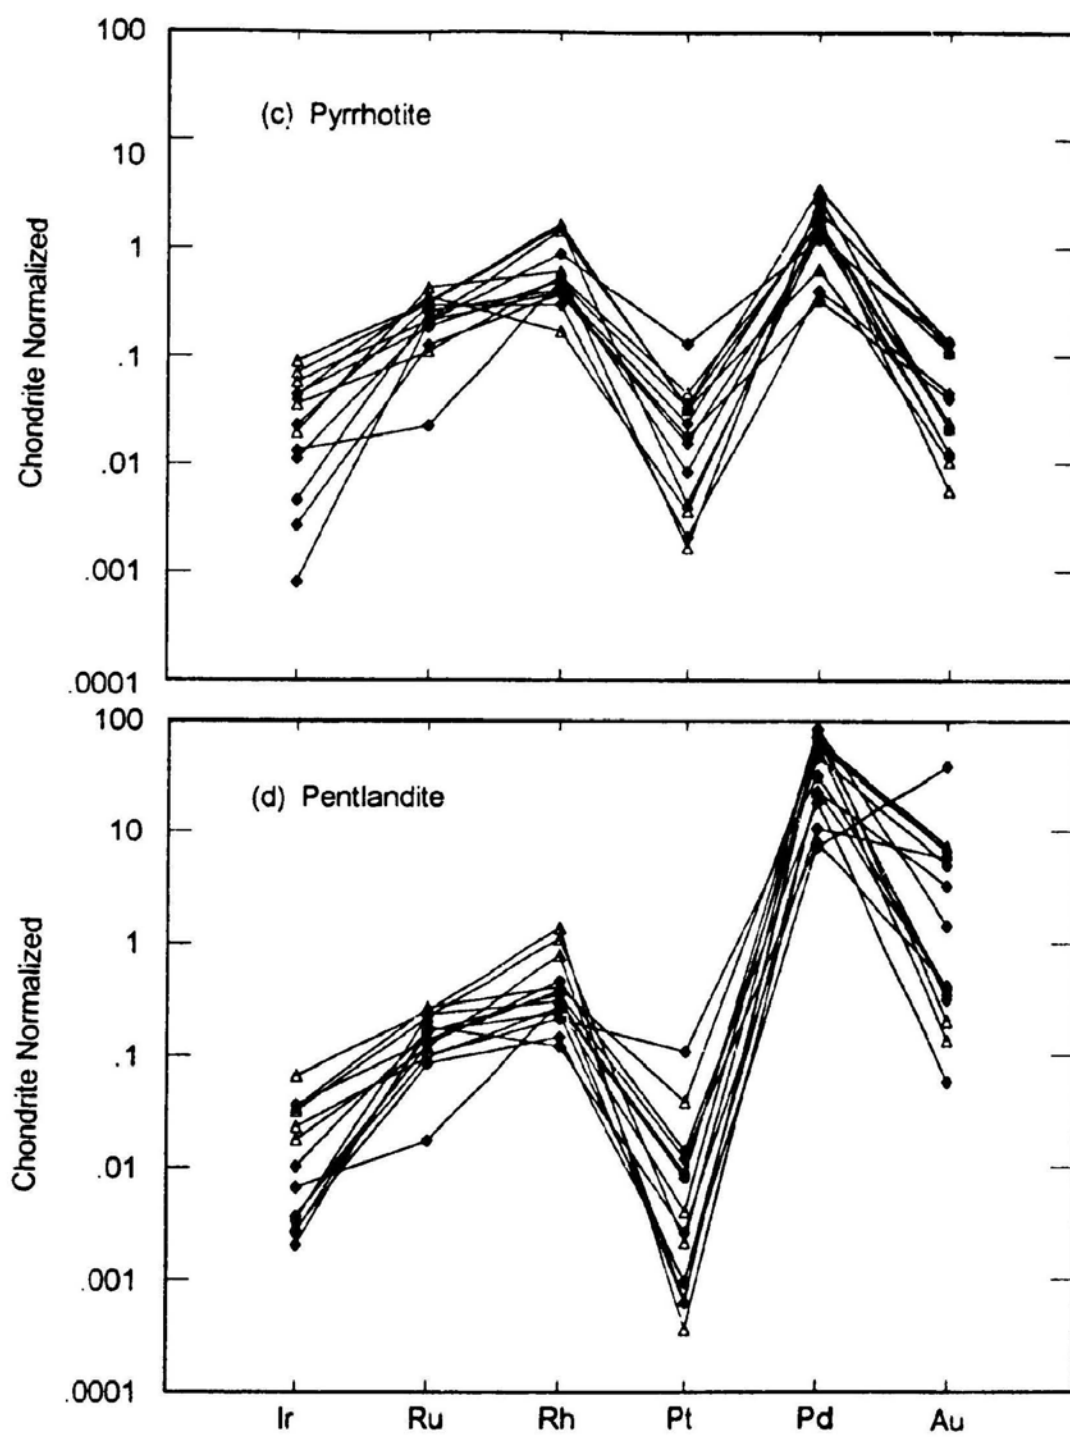 100
(c) Pyrrhotite
10
1
.1
.01
.001
.0001
Chondrite Normalized
100
(d) Pentlandite
10
1
.1
.01
.001
.0001
Chondrite Normalized
Ir Ru Rh Pt Pd Au